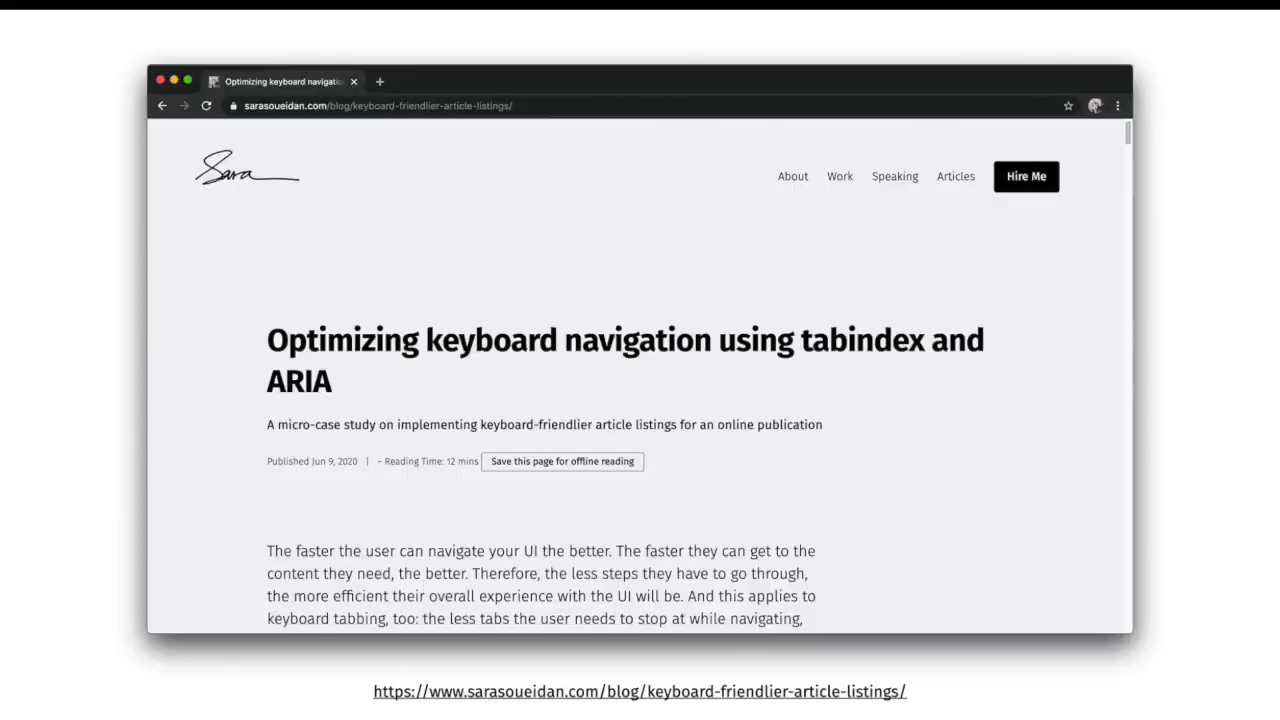 Optimizing keyboard navigatio
sarasoueidan.com/blog/keyboard-friendlier-article-listings/
Sara
About Work Speaking Articles Hire Me
Optimizing keyboard navigation using tabindex and
ARIA
A micro-case study on implementing keyboard-friendlier article listings for an online publication
Published Jun 9, 2020 | ~ Reading Time: 12 mins Save this page for offline reading
The faster the user can navigate your UI the better. The faster they can get to the
content they need, the better. Therefore, the less steps they have to go through,
the more efficient their overall experience with the UI will be. And this applies to
keyboard tabbing, too: the less tabs the user needs to stop at while navigating,
https://www.sarasoueidan.com/blog/keyboard-friendlier-article-listings/